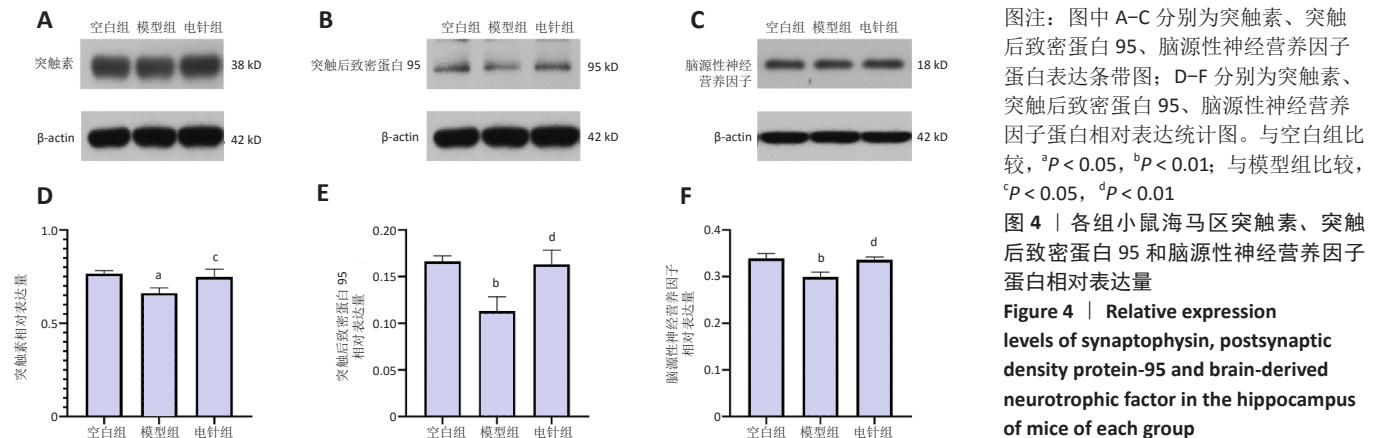 A
空白组 模型组 电针组
突触素
38 kD
β-actin
42 kD
B
空白组 模型组 电针组
突触后致密蛋白 95
95 kD
β-actin
42 kD
C
空白组 模型组 电针组
脑源性神经
营养因子
18 kD
β-actin
42 kD
D
突触素相对表达量
1.0
0.5
0
a
c
空白组 模型组 电针组
E
突触后致密蛋白 95
相对表达量
0.20
0.15
0.10
0.05
0
b
d
空白组 模型组 电针组
F
脑源性神经营养因子
相对表达量
0.4
0.3
0.2
0.1
0
b
d
空白组 模型组 电针组
图注：图中 A–C 分别为突触素、突触
后致密蛋白 95、脑源性神经营养因子
蛋白表达条带图；D–F 分别为突触素、
突触后致密蛋白 95、脑源性神经营养
因子蛋白相对表达统计图。与空白组比
较，ᵃP < 0.05，ᵇP < 0.01；与模型组比较，
ᶜP < 0.05，ᵈP < 0.01
图 4 ｜ 各组小鼠海马区突触素、突触
后致密蛋白 95 和脑源性神经营养因子
蛋白相对表达量
Figure 4 ｜ Relative expression
levels of synaptophysin, postsynaptic
density protein-95 and brain-derived
neurotrophic factor in the hippocampus
of mice of each group